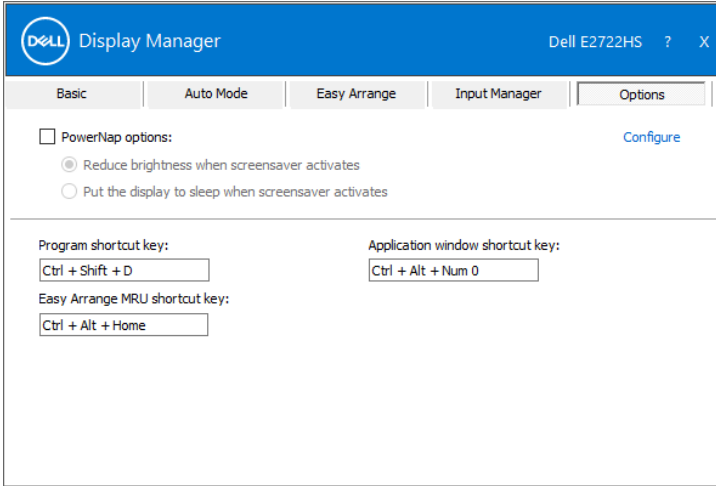 DELL Display Manager Dell E2722HS ? X
Basic Auto Mode Easy Arrange Input Manager Options
PowerNap options: Configure
Reduce brightness when screensaver activates
Put the display to sleep when screensaver activates
Program shortcut key: Application window shortcut key:
Ctrl + Shift + D Ctrl + Alt + Num 0
Easy Arrange MRU shortcut key:
Ctrl + Alt + Home